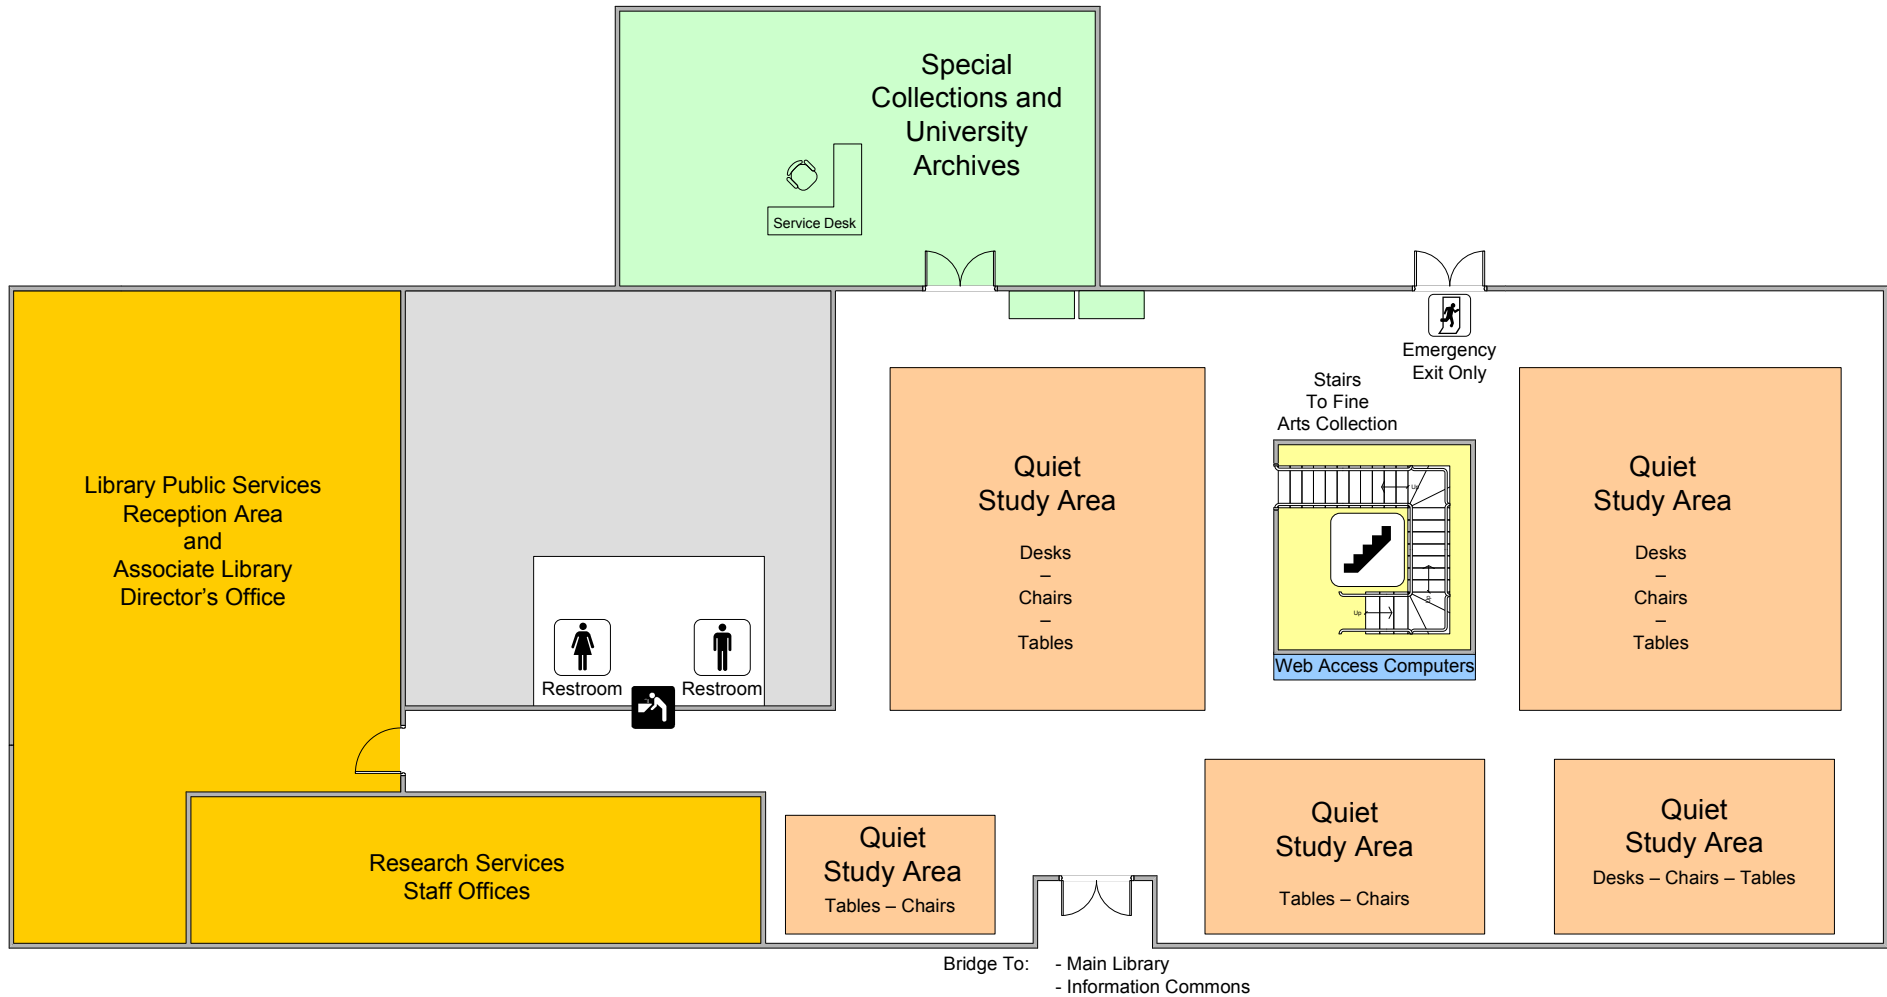 Special
Collections and
University
Archives
Service Desk
Emergency
Exit Only
Stairs
To Fine
Arts Collection
Library Public Services
Reception Area
and
Associate Library
Director’s Office
Quiet
Study Area
Desks
–
Chairs
–
Tables
Up
Up
Up
Quiet
Study Area
Desks
–
Chairs
–
Tables
Restroom
Restroom
Web Access Computers
Research Services
Staff Offices
Quiet
Study Area
Tables – Chairs
Quiet
Study Area
Tables – Chairs
Quiet
Study Area
Desks – Chairs – Tables
Bridge To: - Main Library
- Information Commons